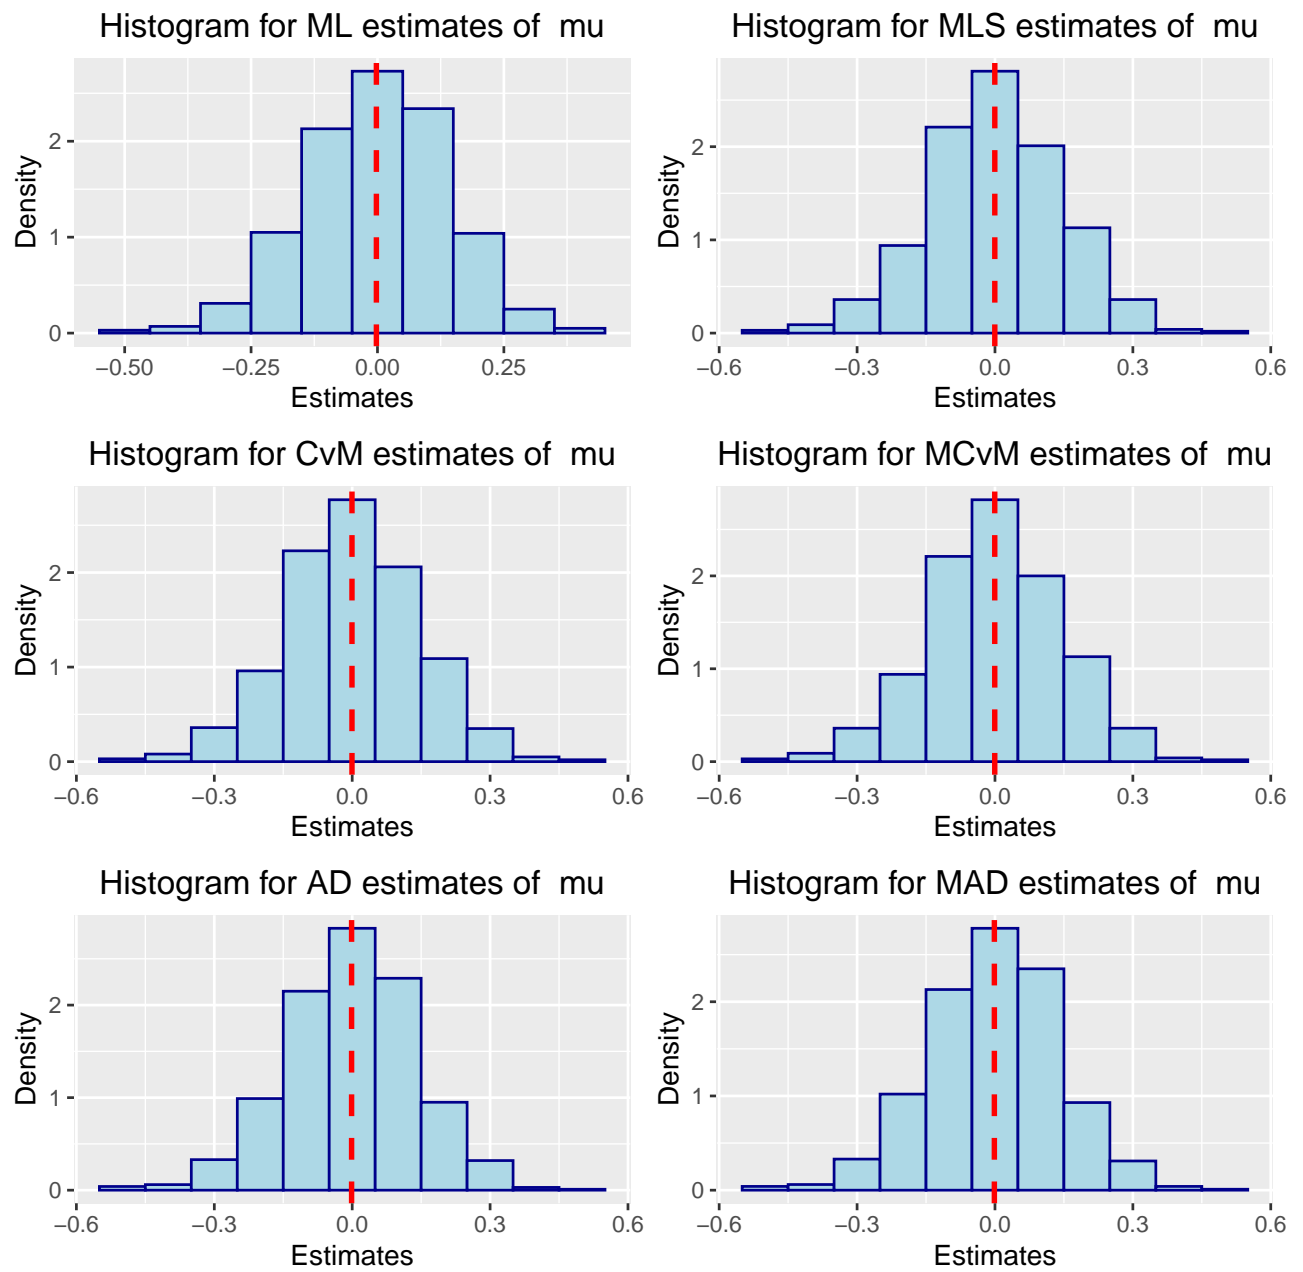 Histogram for ML estimates of  mu
Density
2
1
0
−0.50 −0.25 0.00 0.25
Estimates
Histogram for MLS estimates of  mu
Density
2
1
0
−0.6 −0.3 0.0 0.3 0.6
Estimates
Histogram for CvM estimates of  mu
Density
2
1
0
−0.6 −0.3 0.0 0.3 0.6
Estimates
Histogram for MCvM estimates of  mu
Density
2
1
0
−0.6 −0.3 0.0 0.3 0.6
Estimates
Histogram for AD estimates of  mu
Density
2
1
0
−0.6 −0.3 0.0 0.3 0.6
Estimates
Histogram for MAD estimates of  mu
Density
2
1
0
−0.6 −0.3 0.0 0.3 0.6
Estimates